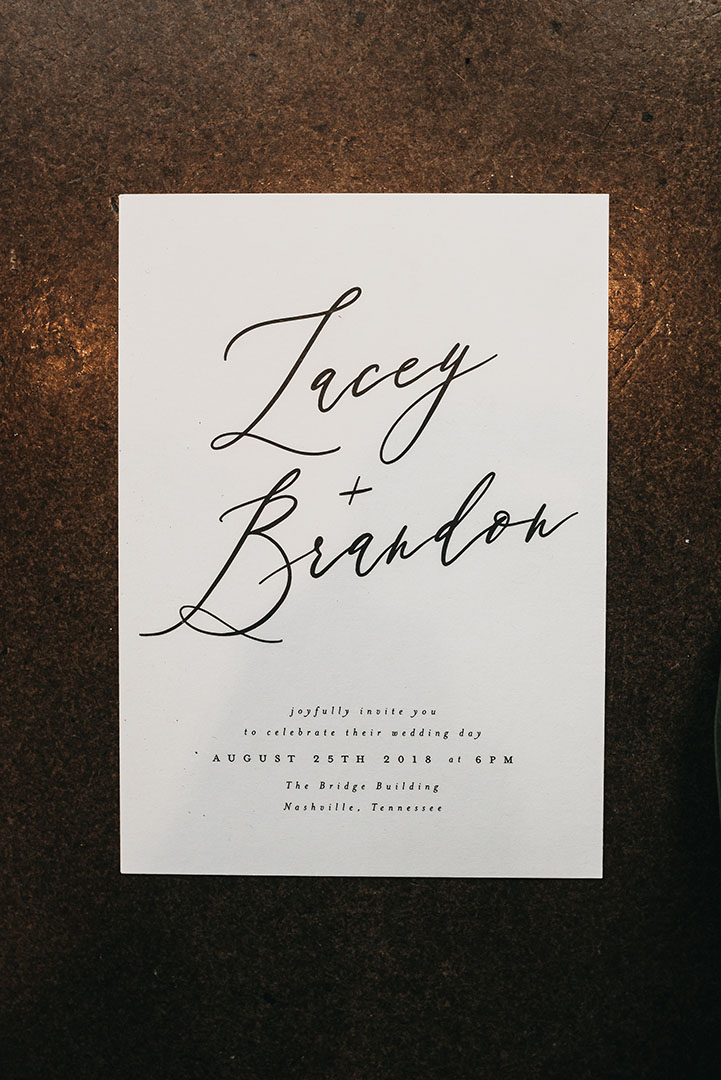 Lacey
+
Brandon
joyfully invite you
to celebrate their wedding day
AUGUST 25TH 2018 at 6PM
The Bridge Building
Nashville, Tennessee